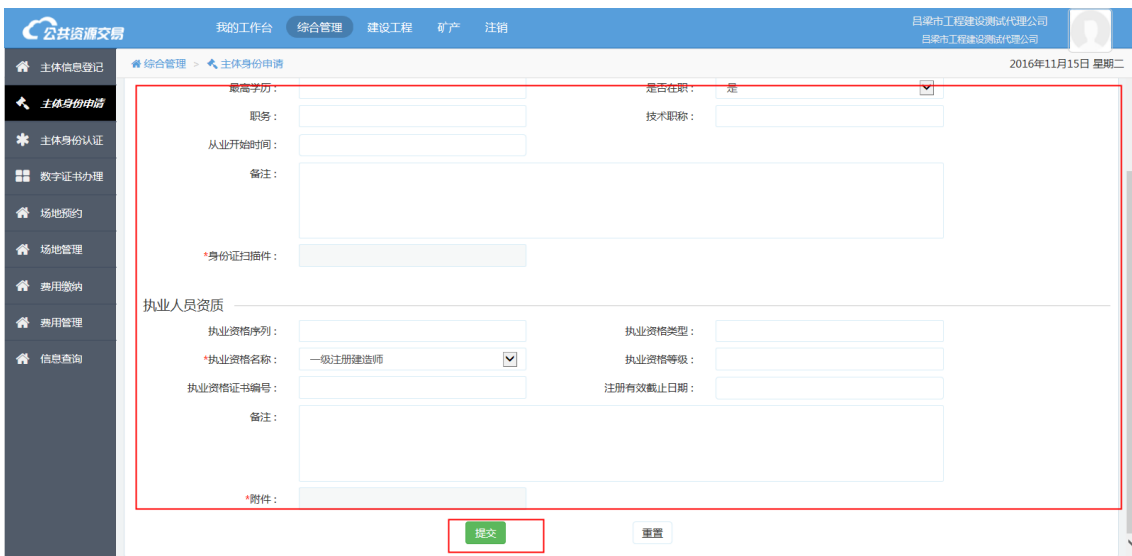 公共资源交易 我的工作台 综合管理 建设工程 矿产 注销 吕梁市工程建设测试代理公司
吕梁市工程建设测试代理公司
主体信息登记 综合管理 > 主体身份申请 2016年11月15日 星期二
最高学历： 是否在职： 是
主体身份申请
职务： 技术职称：
主体身份认证 从业开始时间：
数字证书办理 备注：
场地预约
场地管理 *身份证扫描件：
费用缴纳
执业人员资质
费用管理 执业资格序列： 执业资格类型：
信息查询 *执业资格名称： 一级注册建造师 执业资格等级：
执业资格证书编号： 注册有效截止日期：
备注：
*附件：
提交 重置